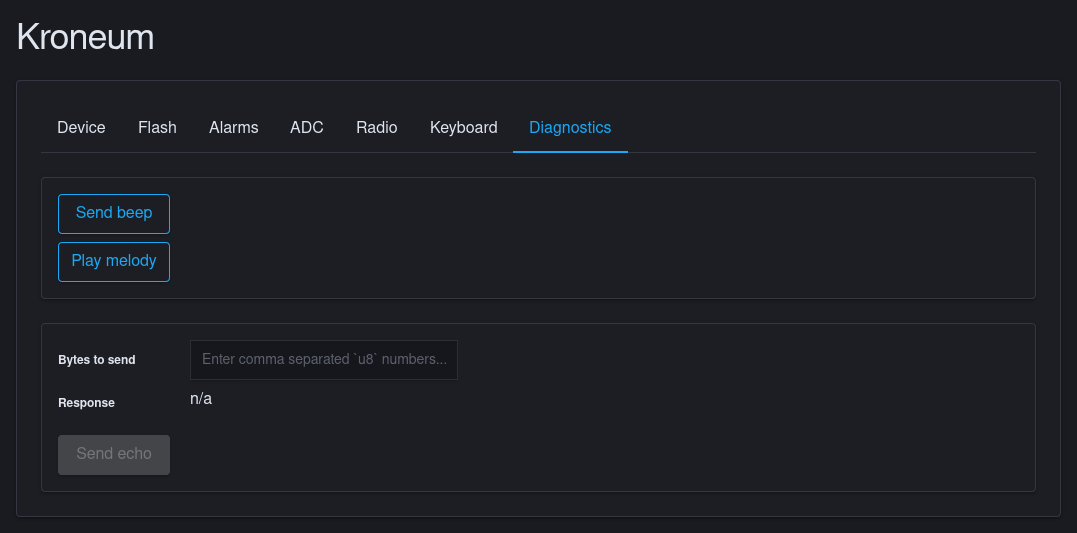 Kroneum
Device Flash Alarms ADC Radio Keyboard Diagnostics
Send beep
Play melody
Bytes to send Enter comma separated `u8` numbers...
Response n/a
Send echo